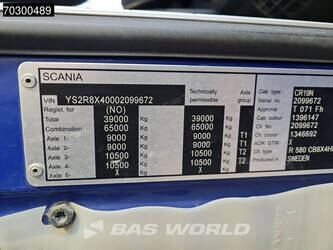 70300489
SCANIA
VIN YS2R8X40002099672
Regist. for (NO) Technically permissible Axle group
Total 39000 Kg 39000 Kg
Combination 65000 Kg 65000 Kg
Axle 1- 9000 Kg 9000 Kg T1
Axle 2- 9000 Kg 9000 Kg T1
Axle 3- 10500 Kg 10500 Kg T2
Axle 4- 10500 Kg 10500 Kg T2
Axle 5- X Kg X
Cab type CR19N
Serial no. 2099672
Approval T 071
Cab colour 1396147
Ch. No. 2099672
Ch. colour 1346692
ADR GTW X
Type R 580 CB8X4
Produced in SWEDEN
BAS WORLD